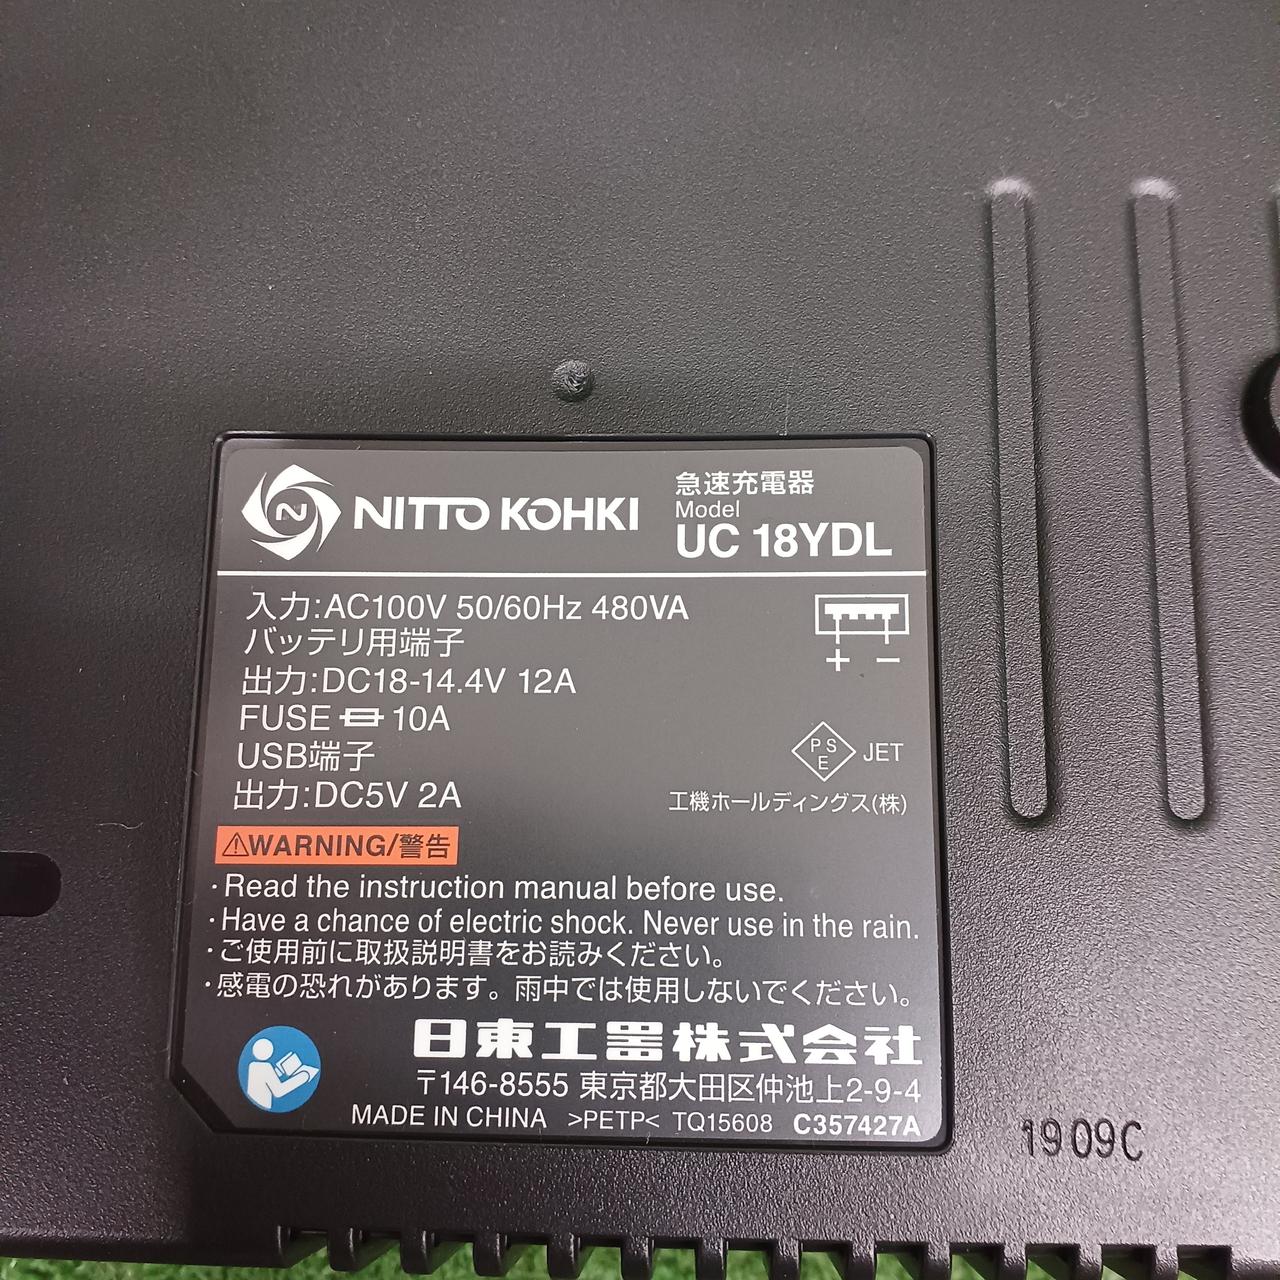 NITTO KOHKI
急速充電器
Model
UC 18YDL
入力:AC100V 50/60Hz 480VA
バッテリ用端子
出力:DC18-14.4V 12A
FUSE 10A
USB端子
出力:DC5V 2A
+ −
PSE JET
工機ホールディングス(株)
⚠WARNING/警告
・Read the instruction manual before use.
・Have a chance of electric shock. Never use in the rain.
・ご使用前に取扱説明書をお読みください。
・感電の恐れがあります。雨中では使用しないでください。
日東工器株式会社
〒146-8555 東京都大田区仲池上2-9-4
MADE IN CHINA >PETP< TQ15608 C357427A
1909C